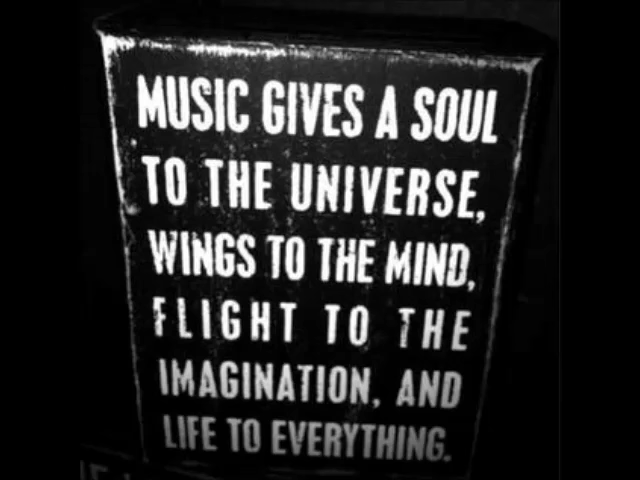 MUSIC GIVES A SOUL
TO THE UNIVERSE,
WINGS TO THE MIND,
FLIGHT TO THE
IMAGINATION, AND
LIFE TO EVERYTHING.